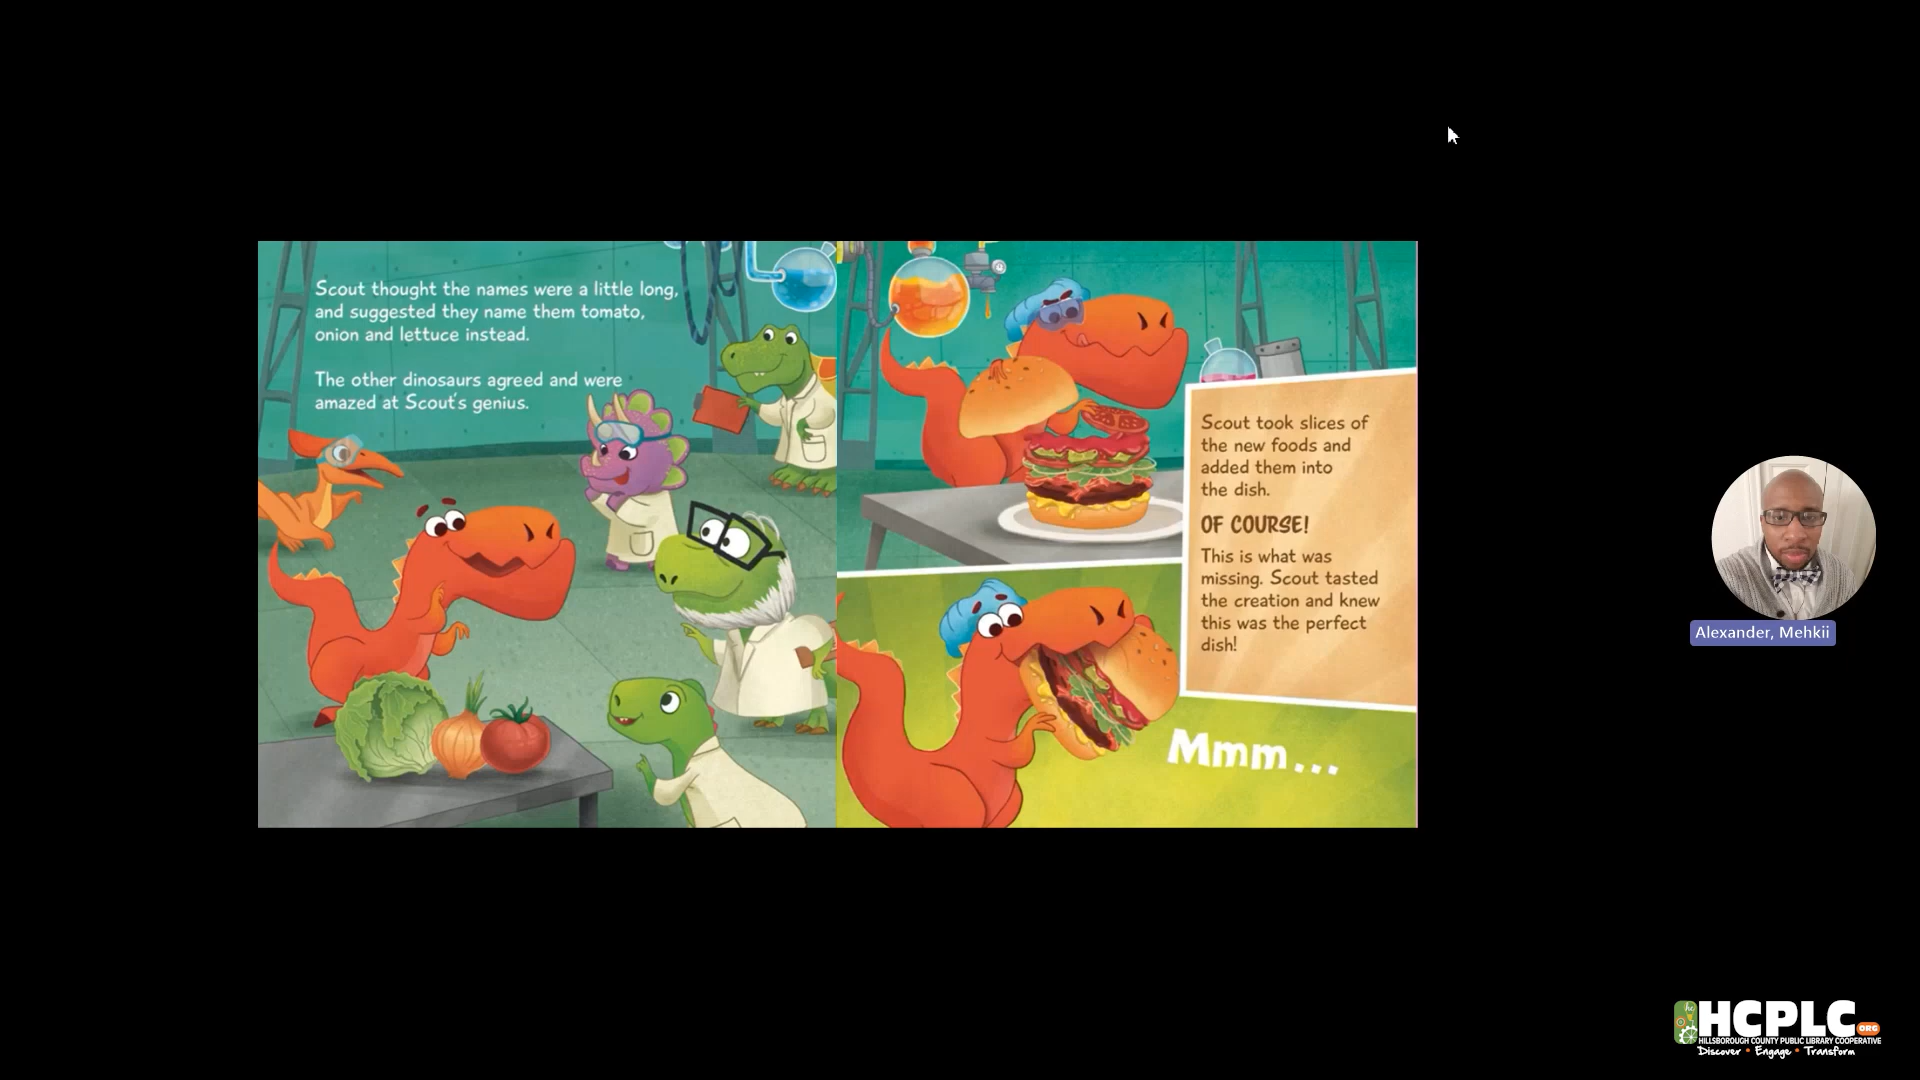 Scout thought the names were a little long,
and suggested they name them tomato,
onion and lettuce instead.
The other dinosaurs agreed and were
amazed at Scout's genius.
Scout took slices of
the new foods and
added them into
the dish.
OF COURSE!
This is what was
missing. Scout tasted
the creation and knew
this was the perfect
dish!
Mmm...
Alexander, Mehkii
HCPLC.ORG
HILLSBOROUGH COUNTY PUBLIC LIBRARY COOPERATIVE
Discover • Engage • Transform